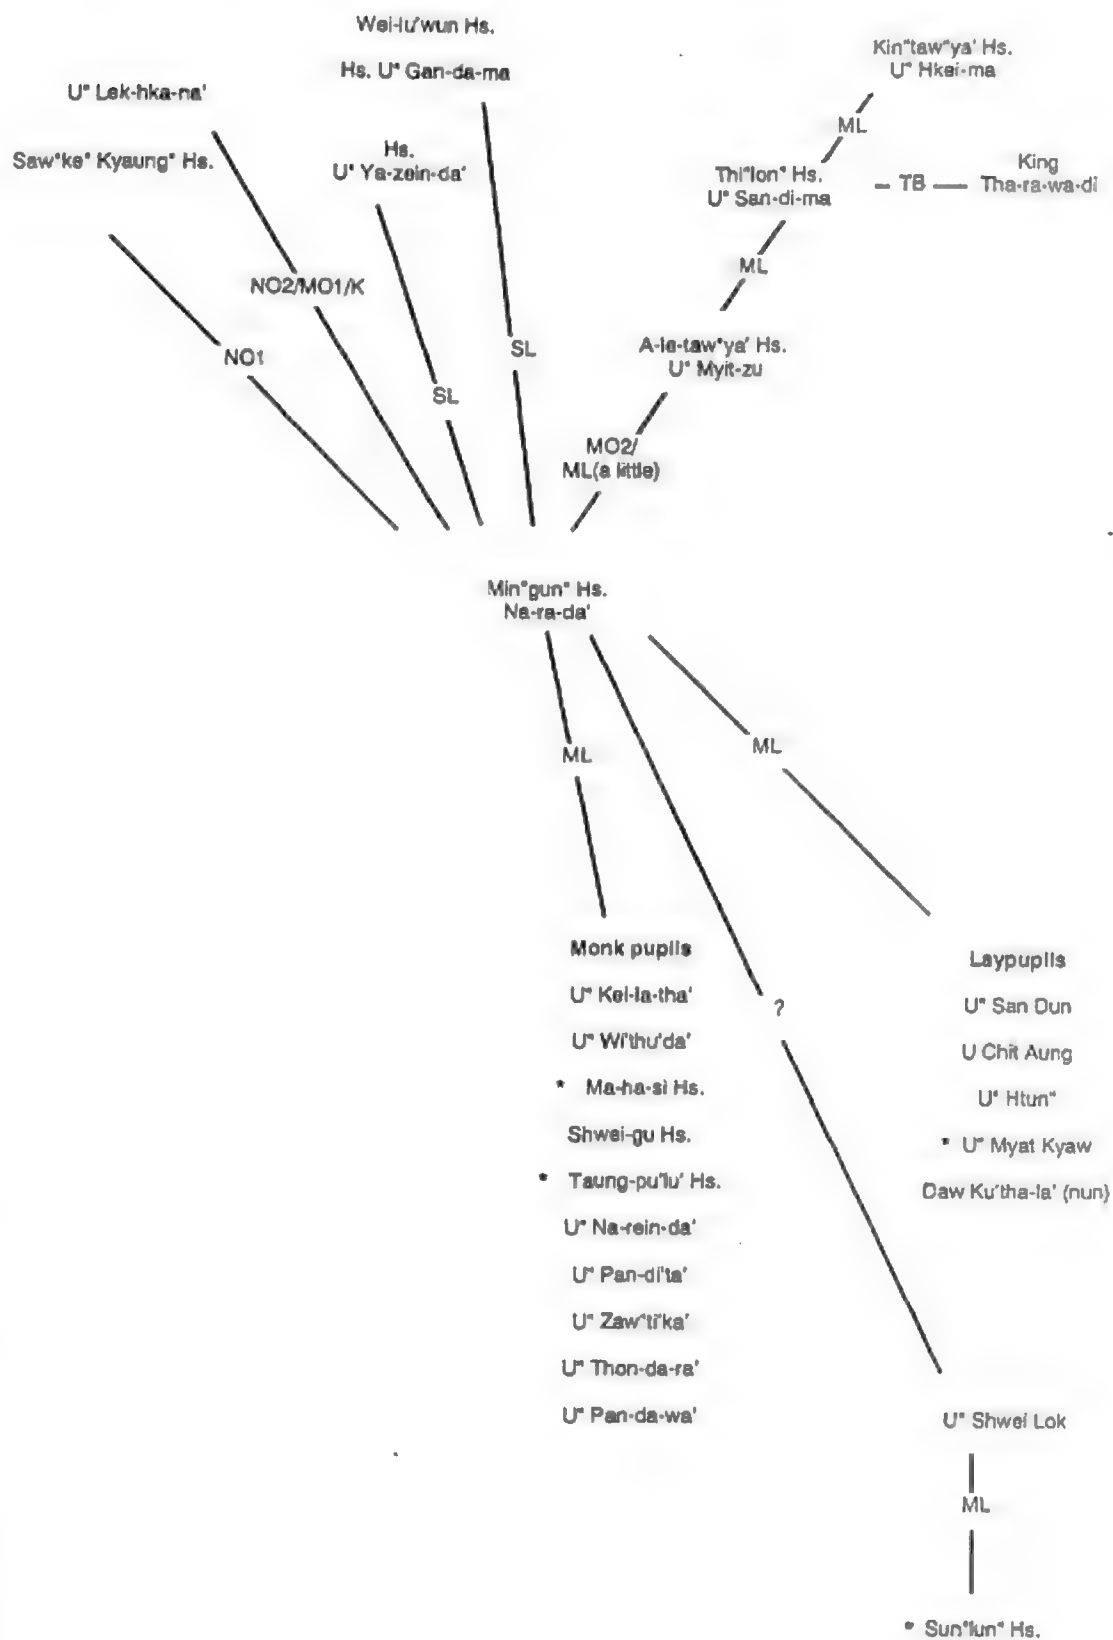 Wei-lu'wun Hs.
Hs. U" Gan-da-ma
Kin"taw"ya' Hs.
U" Hkei-ma
U" Lek-hka-na'
Saw"ke" Kyaung" Hs.
Hs.
U" Ya-zein-da'
ML
Thi"lon" Hs.
U" San-di-ma
TB
King
Tha-ra-wa-di
ML
NO2/MO1/K
NO1
SL
A-le-taw"ya' Hs.
U" Myit-zu
SL
MO2/
ML(a little)
Min"gun" Hs.
Na-ra-da'
ML
ML
?
Monk pupils
U" Kei-la-tha'
U" Wi'thu'da'
* Ma-ha-si Hs.
Shwei-gu Hs.
* Taung-pu'lu' Hs.
U" Na-rein-da'
U" Pan-di'ta'
U" Zaw"ti'ka'
U" Thon-da-ra'
U" Pan-da-wa'
Laypupils
U" San Dun
U Chit Aung
U" Htun"
* U" Myat Kyaw
Daw Ku'tha-la' (nun)
U" Shwei Lok
ML
* Sun"lun" Hs.